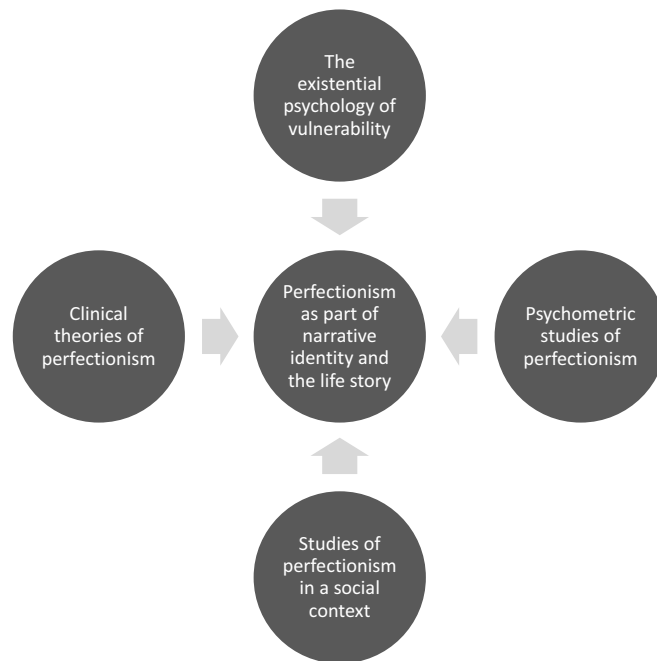 The
existential
psychology of
vulnerability
Clinical
theories of
perfectionism
Perfectionism
as part of
narrative
identity and
the life story
Psychometric
studies of
perfectionism
Studies of
perfectionism
in a social
context